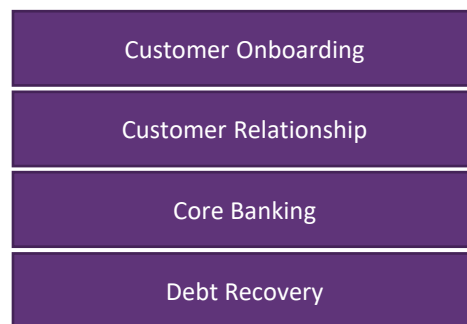 Customer Onboarding
Customer Relationship
Core Banking
Debt Recovery